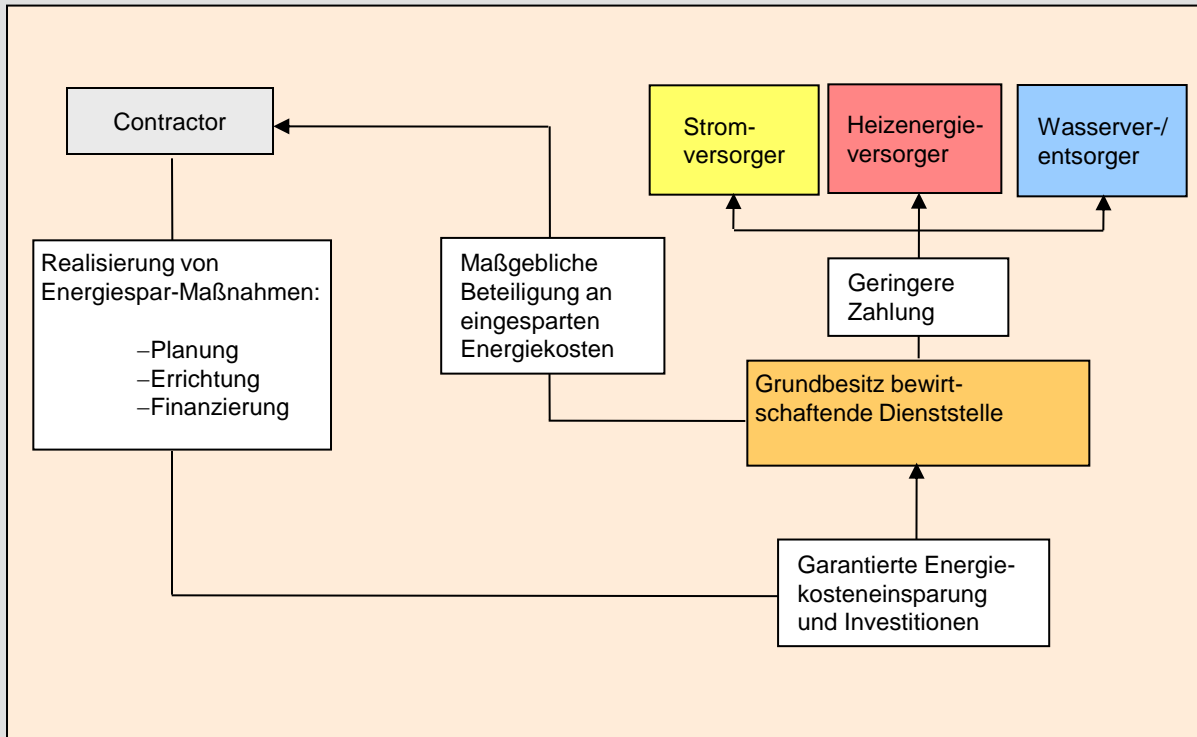 Contractor
Strom-
versorger
Heizenergie-
versorger
Wasserver-/
entsorger
Realisierung von
Energiespar-Maßnahmen:
–Planung
–Errichtung
–Finanzierung
Maßgebliche
Beteiligung an
eingesparten
Energiekosten
Geringere
Zahlung
Grundbesitz bewirt-
schaftende Dienststelle
Garantierte Energie-
kosteneinsparung
und Investitionen